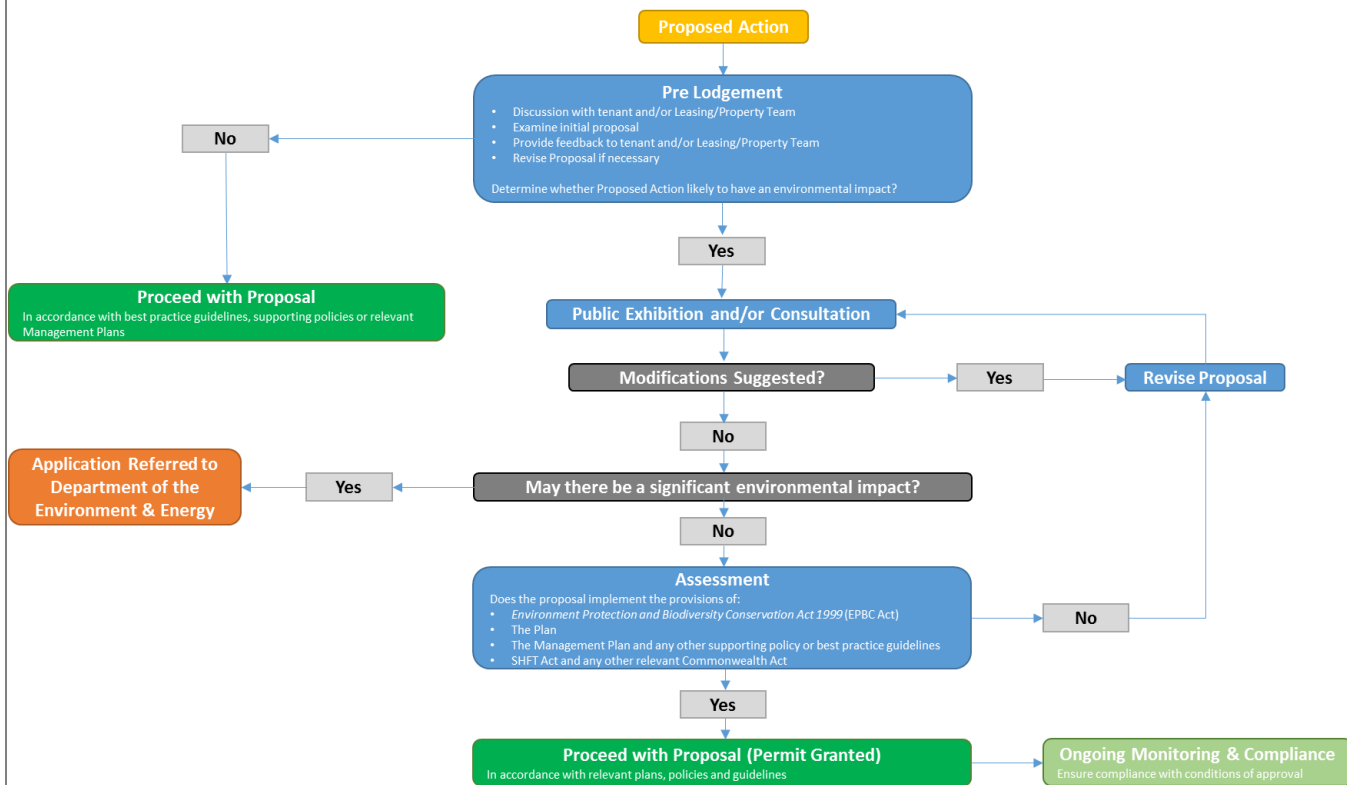 Proposed Action
Pre Lodgement
• Discussion with tenant and/or Leasing/Property Team
• Examine initial proposal
• Provide feedback to tenant and/or Leasing/Property Team
• Revise Proposal if necessary
Determine whether Proposed Action likely to have an environmental impact?
No
Yes
Proceed with Proposal
In accordance with best practice guidelines, supporting policies or relevant
Management Plans
Public Exhibition and/or Consultation
Modifications Suggested?
Yes
Revise Proposal
No
May there be a significant environmental impact?
Yes
Application Referred to
Department of the
Environment & Energy
No
Assessment
Does the proposal implement the provisions of:
• Environment Protection and Biodiversity Conservation Act 1999 (EPBC Act)
• The Plan
• The Management Plan and any other supporting policy or best practice guidelines
• SHFT Act and any other relevant Commonwealth Act
No
Yes
Proceed with Proposal (Permit Granted)
In accordance with relevant plans, policies and guidelines
Ongoing Monitoring & Compliance
Ensure compliance with conditions of approval